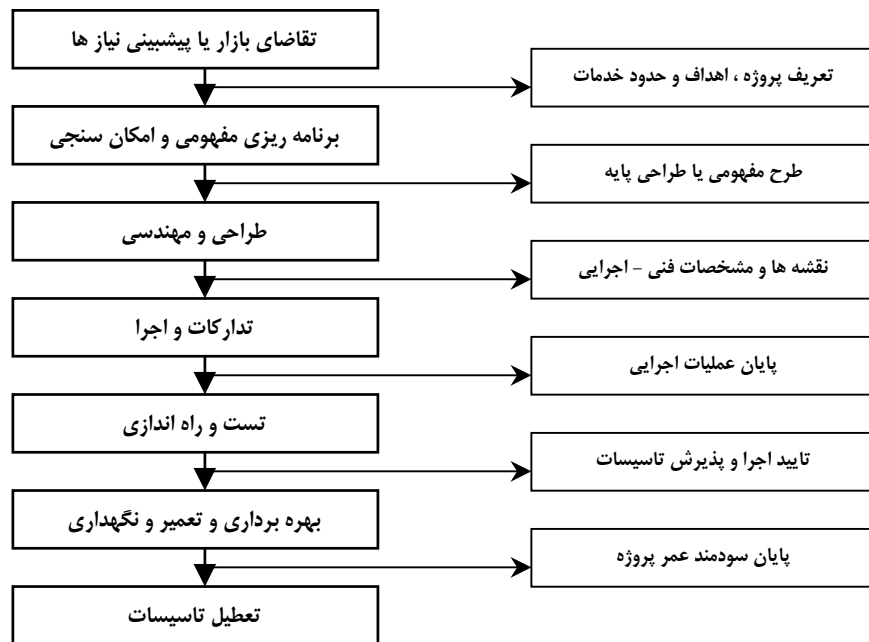 تقاضای بازار یا پیشبینی نیاز ها
تعریف پروژه ، اهداف و حدود خدمات
برنامه ریزی مفهومی و امکان سنجی
طرح مفهومی یا طراحی پایه
طراحی و مهندسی
نقشه ها و مشخصات فنی - اجرایی
تدارکات و اجرا
پایان عملیات اجرایی
تست و راه اندازی
تایید اجرا و پذیرش تاسیسات
بهره برداری و تعمیر و نگهداری
پایان سودمند عمر پروژه
تعطیل تاسیسات